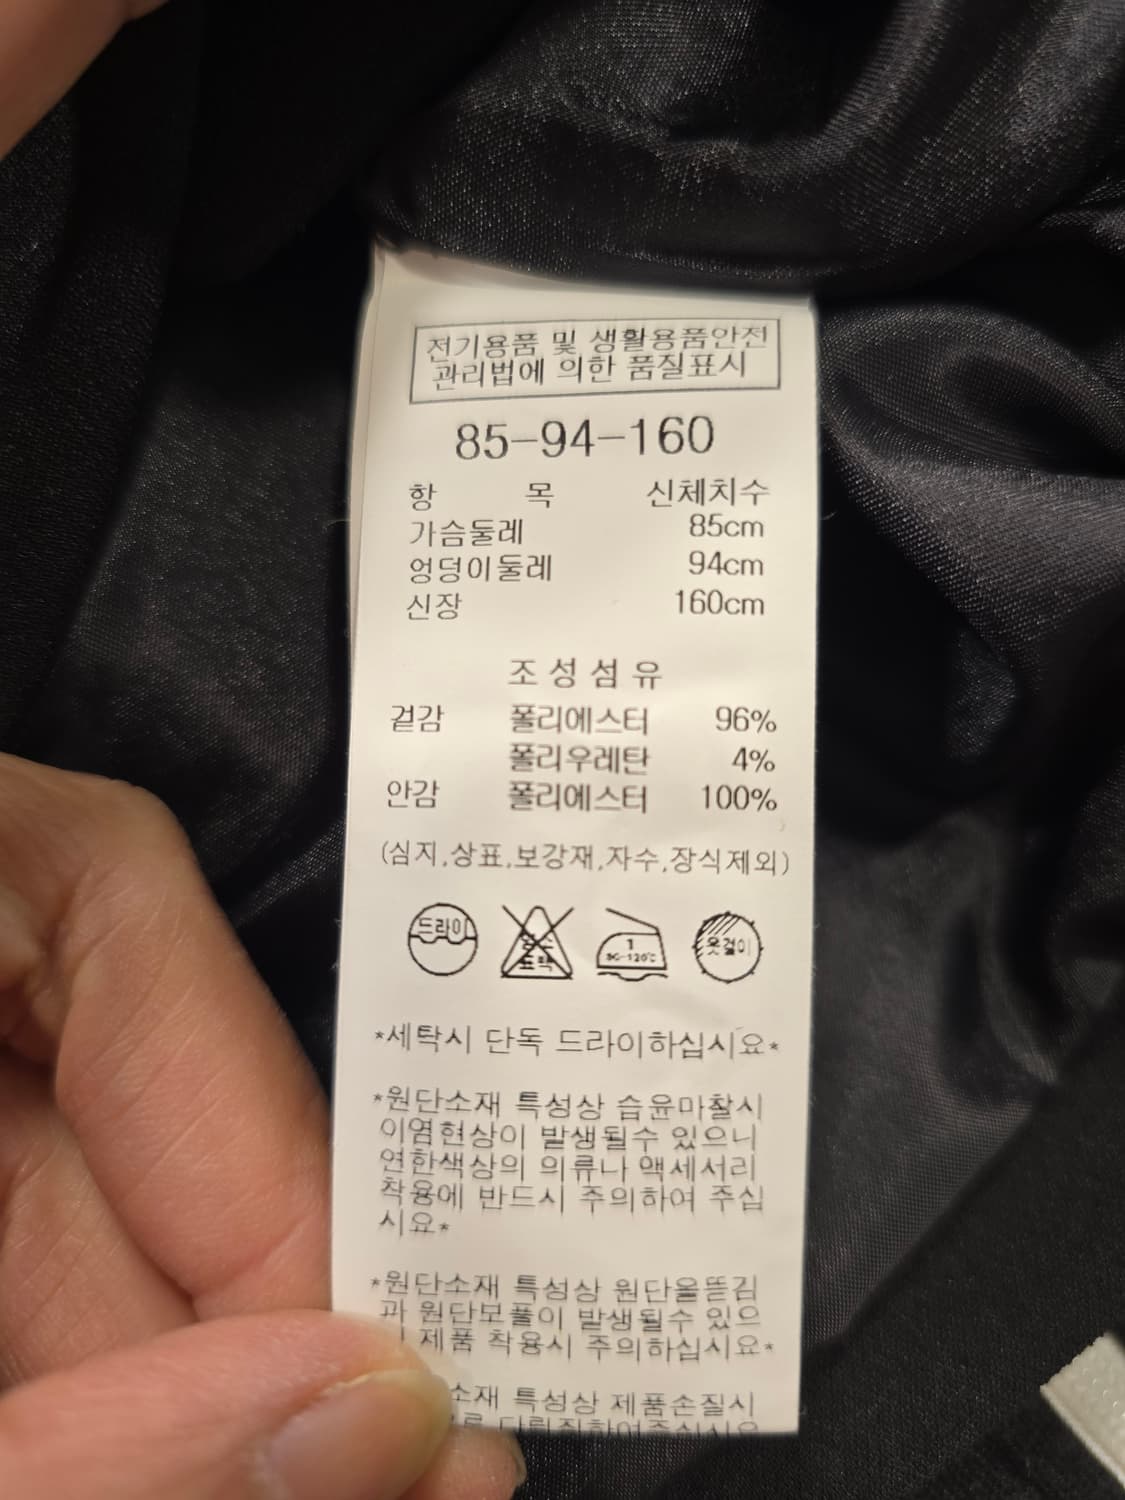 전기용품 및 생활용품안전
관리법에 의한 품질표시
85-94-160
항 목 신체치수
가슴둘레 85cm
엉덩이둘레 94cm
신장 160cm
조성섬유
겉감 폴리에스터 96%
폴리우레탄 4%
안감 폴리에스터 100%
(심지,상표,보강재,자수,장식제외)
드라이 염소 1 옷걸이
표백 80-120℃
*세탁시 단독 드라이하십시요*
*원단소재 특성상 습윤마찰시
이염현상이 발생될수 있으니
연한색상의 의류나 액세서리
착용에 반드시 주의하여 주십
시요*
*원단소재 특성상 원단올뜯김
과 원단보풀이 발생될수 있으
제품 착용시 주의하십시요*
소재 특성상 제품손질시